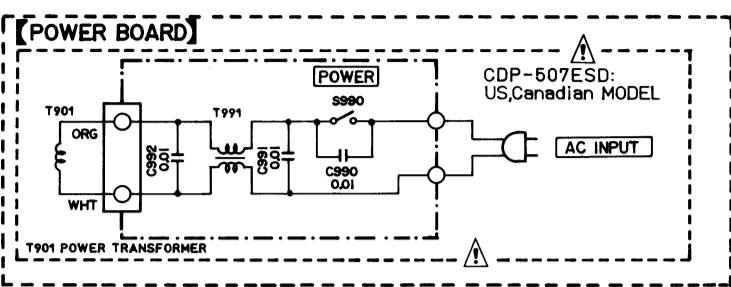 【POWER BOARD】
CDP-507ESD:
US,Canadian MODEL
POWER
S990
T901
T991
ORG
C992
0.01
C991
0.01
C990
0.01
AC INPUT
WHT
T901 POWER TRANSFORMER